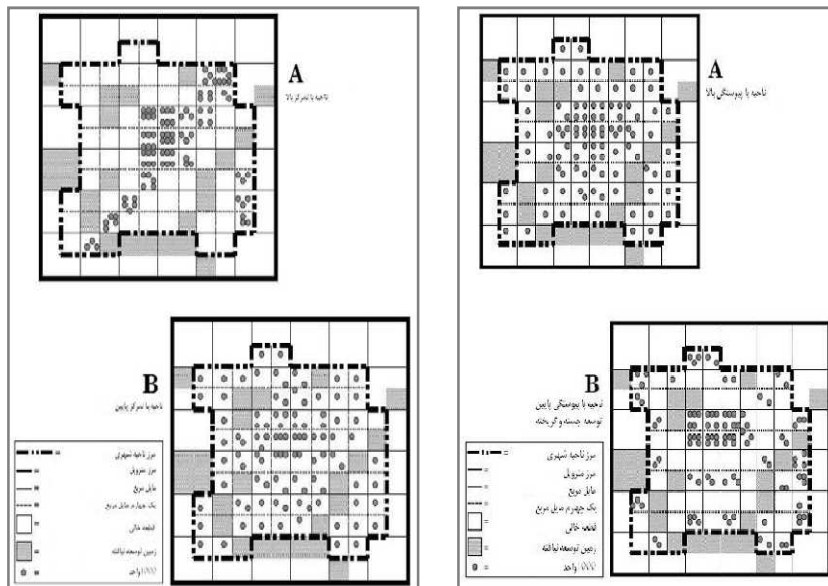 A
ناحیه با تمرکز بالا
B
ناحیه با تمرکز پایین
مرز ناحیه شهری =
مرز متروپل =
مایل مربع =
یک چهارم مایل مربع =
قطعه خالی =
زمین توسعه نیافته =
واحد =
A
ناحیه با پیوستگی بالا
B
ناحیه با پیوستگی پایین
توسعه جسته و گریخته
مرز ناحیه شهری =
مرز متروپل =
مایل مربع =
یک چهارم مایل مربع =
قطعه خالی =
زمین توسعه نیافته =
واحد =